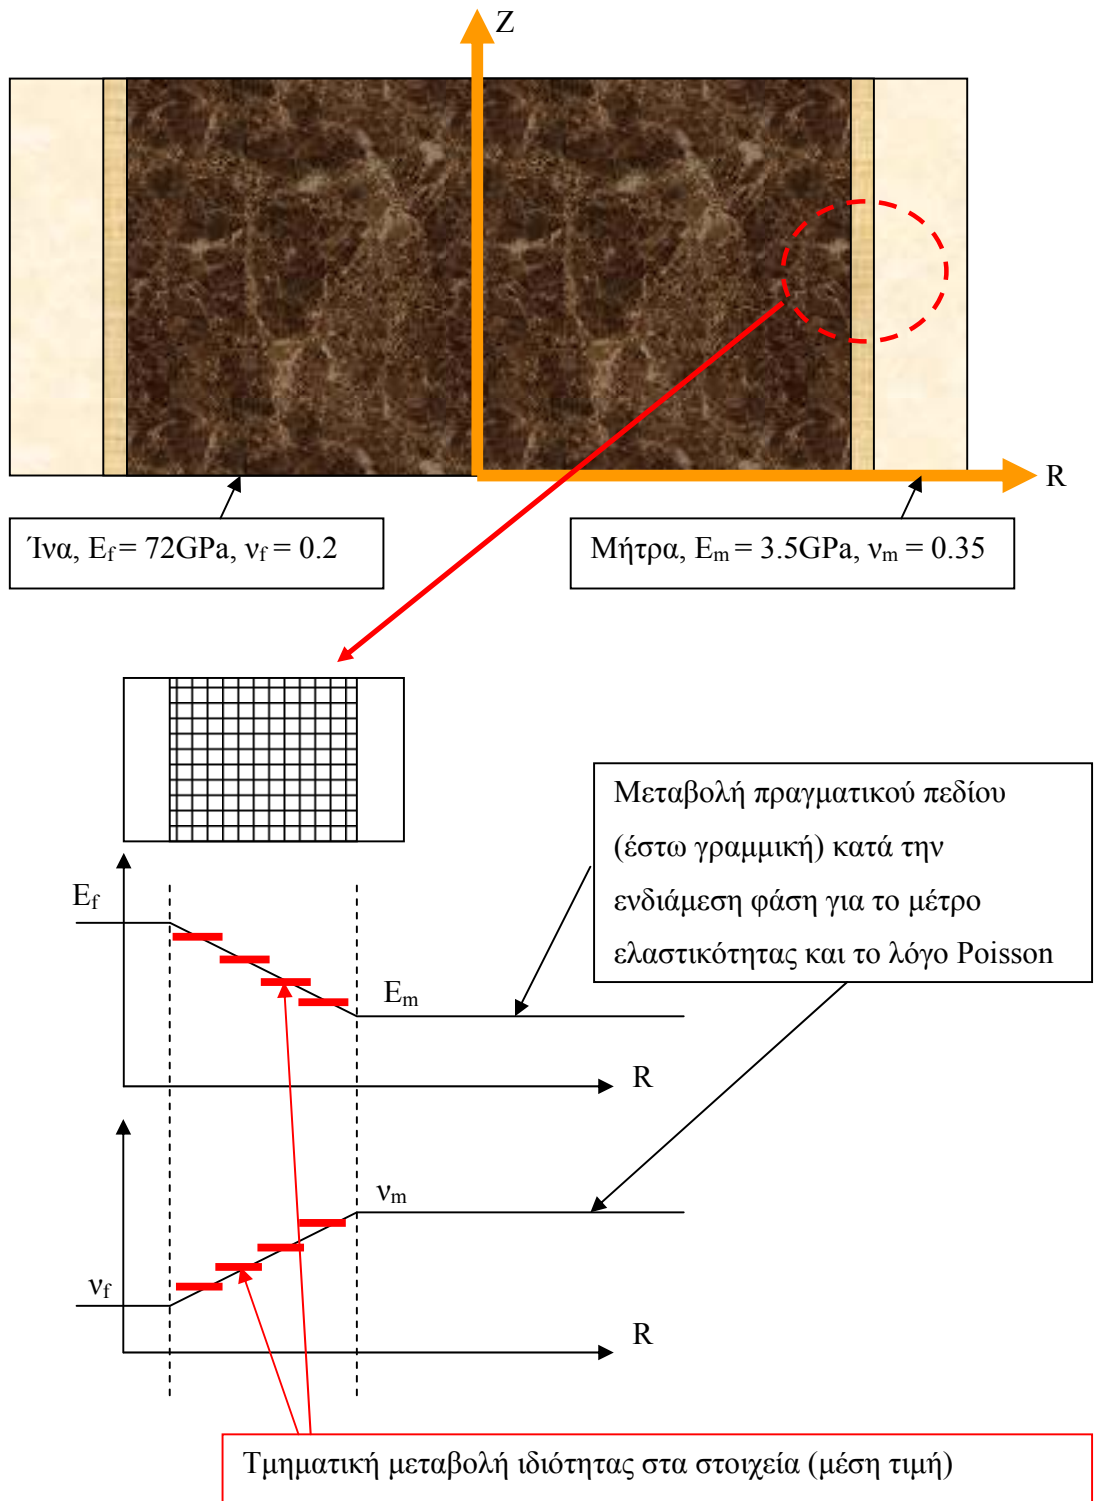 Z
R
Ίνα, Ef = 72GPa, νf = 0.2
Μήτρα, Em = 3.5GPa, νm = 0.35
Μεταβολή πραγματικού πεδίου
(έστω γραμμική) κατά την
ενδιάμεση φάση για το μέτρο
ελαστικότητας και το λόγο Poisson
Ef
Em
R
νm
νf
R
Τμηματική μεταβολή ιδιότητας στα στοιχεία (μέση τιμή)